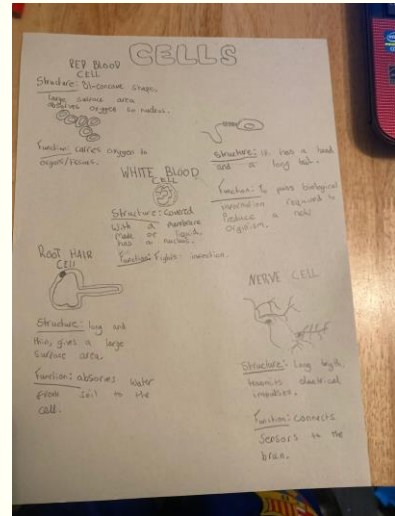 CELLS
RED BLOOD
CELL
Structure: Bi-concave shape,
large surface area
absorbs oxygen no nucleus.
Function: carries oxygen to
organs/tissues.
Structure: it has a head
and a long tail.
Function: To pass biological
information required to
Produce a new
organism.
WHITE BLOOD
CELL
Structure: Covered
With a membrane
Made of liquid,
has a nucleus.
Function: Fights infection.
ROOT HAIR
CELL
Structure: long and
thin, gives a large
surface area.
Function: absorbs water
from soil to the
cell.
NERVE CELL
Structure: Long
electrical
impulses.
Function: Connects
Sensors to the
brain.